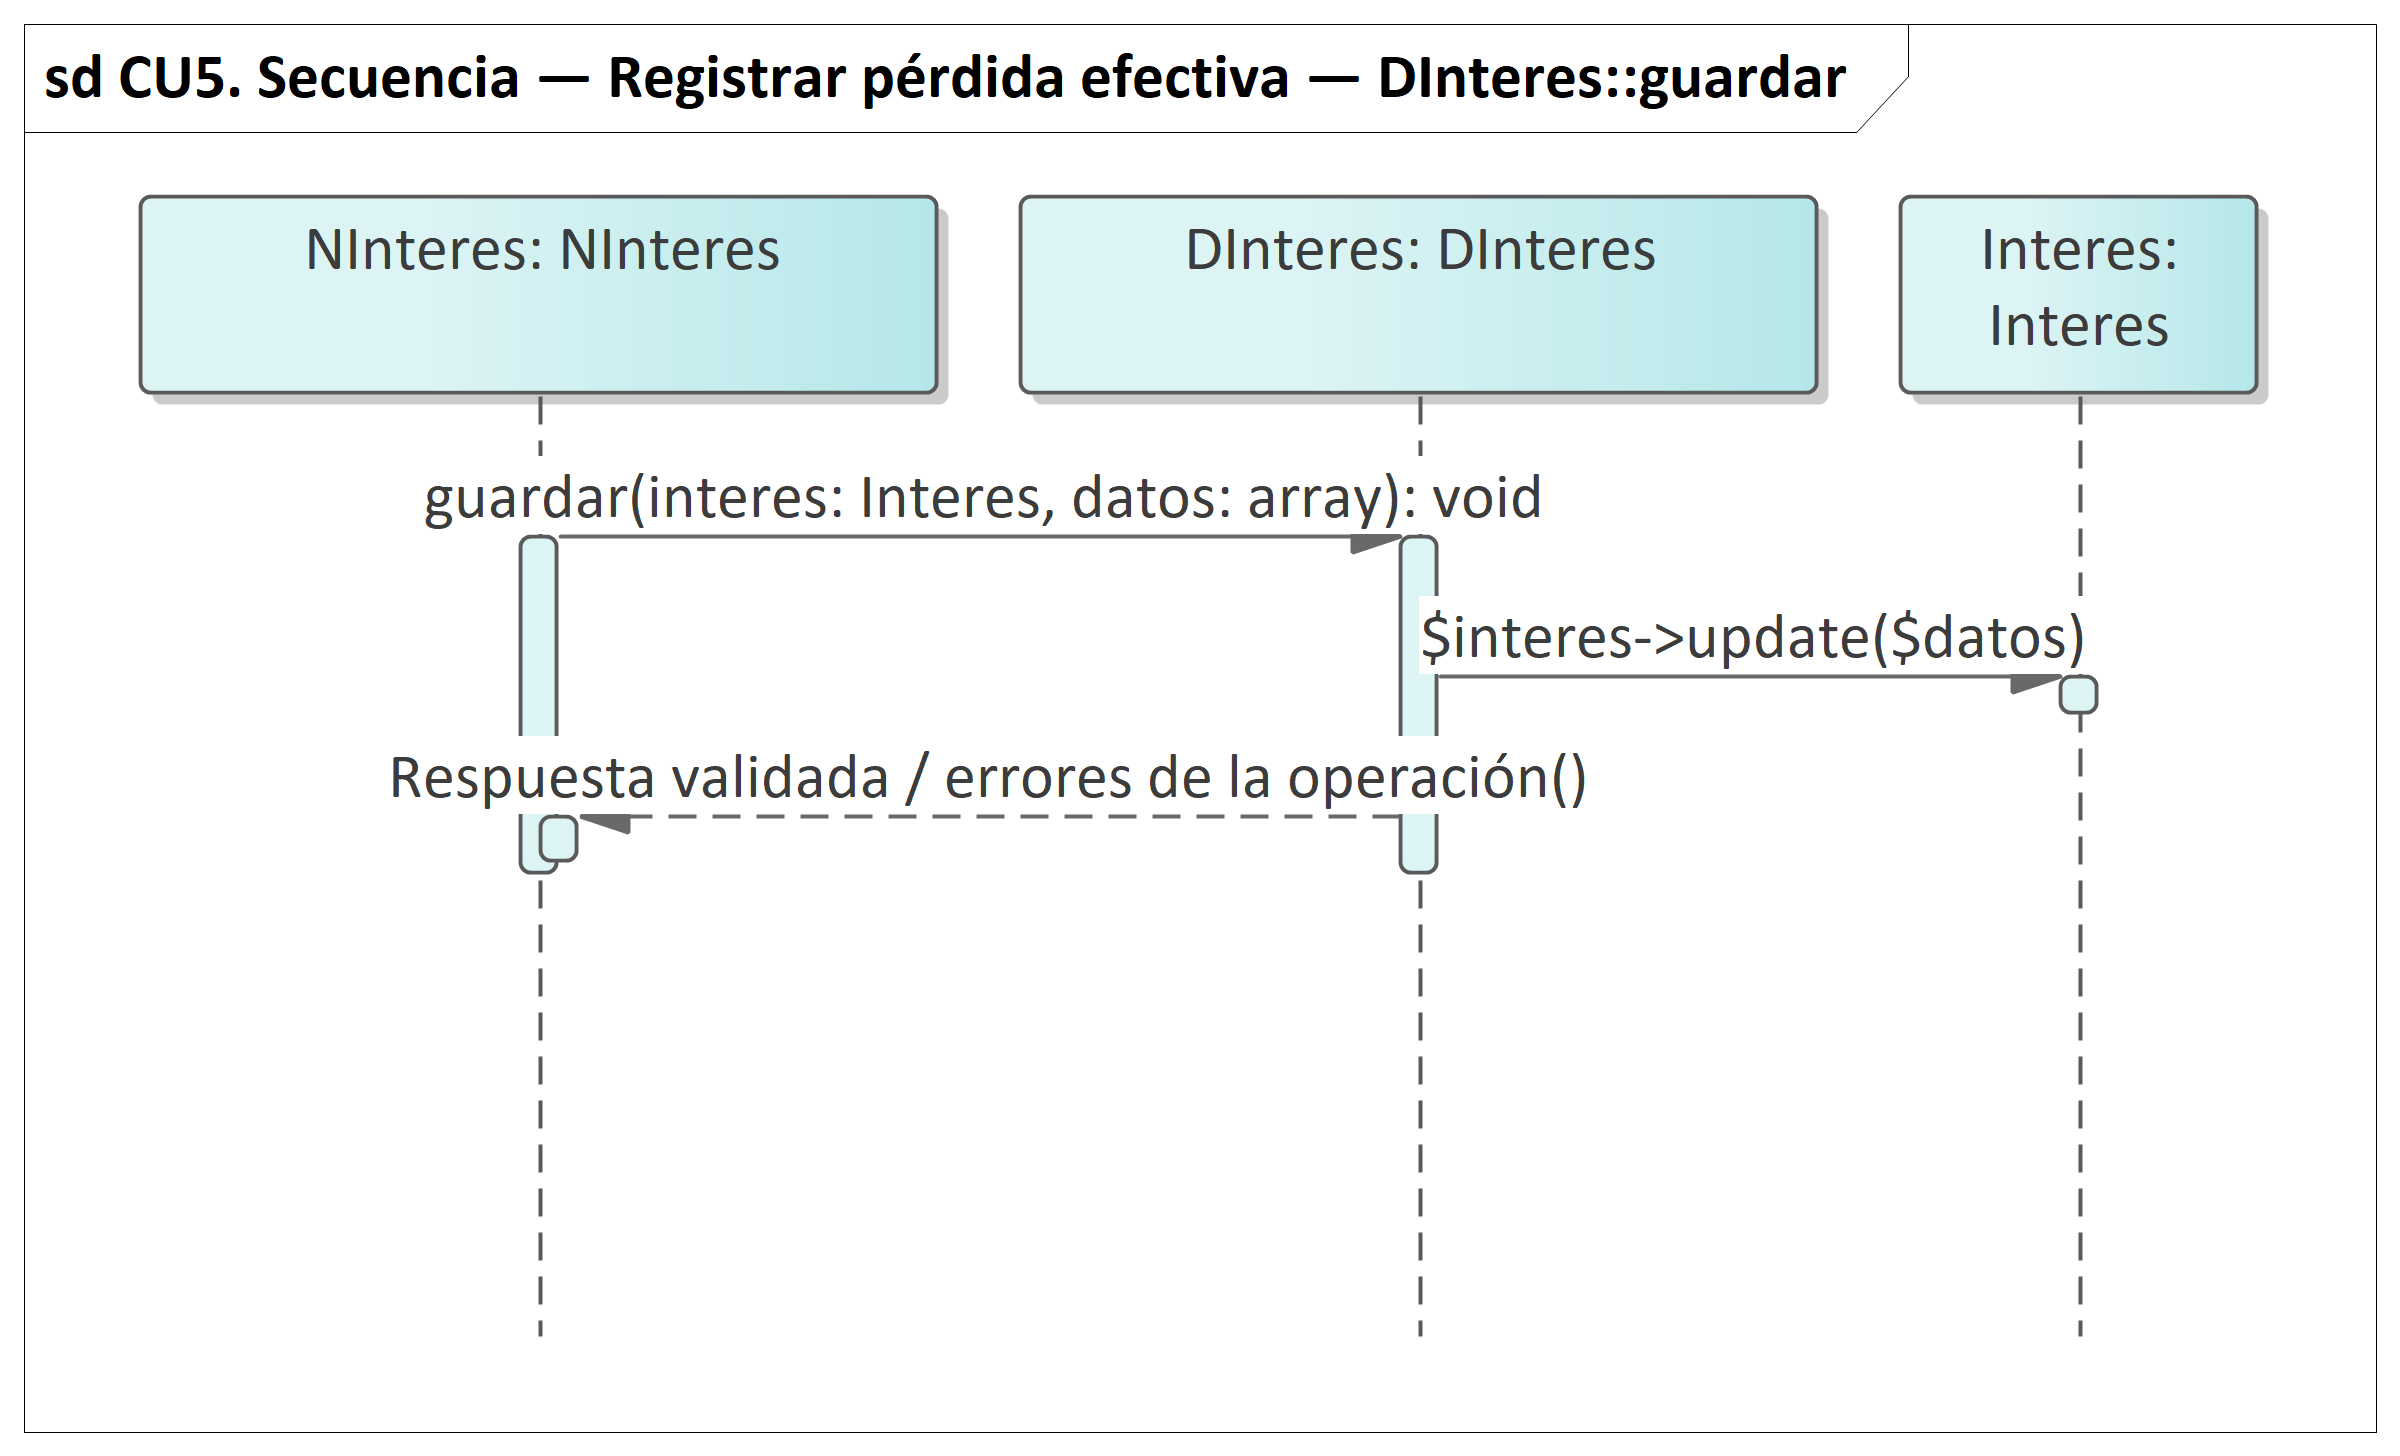 sd CU5. Secuencia — Registrar pérdida efectiva — DInteres::guardar
NInteres: NInteres
DInteres: DInteres
Interes:
Interes
guardar(interes: Interes, datos: array): void
$interes->update($datos)
Respuesta validada / errores de la operación()